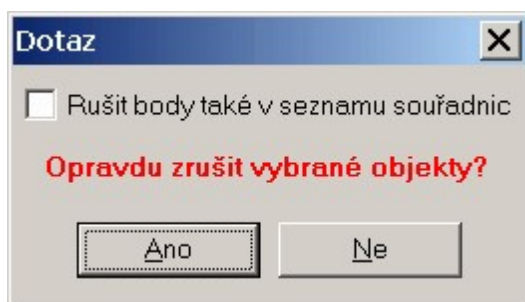 Dotaz
Rušit body také v seznamu souřadnic
Opravdu zrušit vybrané objekty?
Ano
Ne